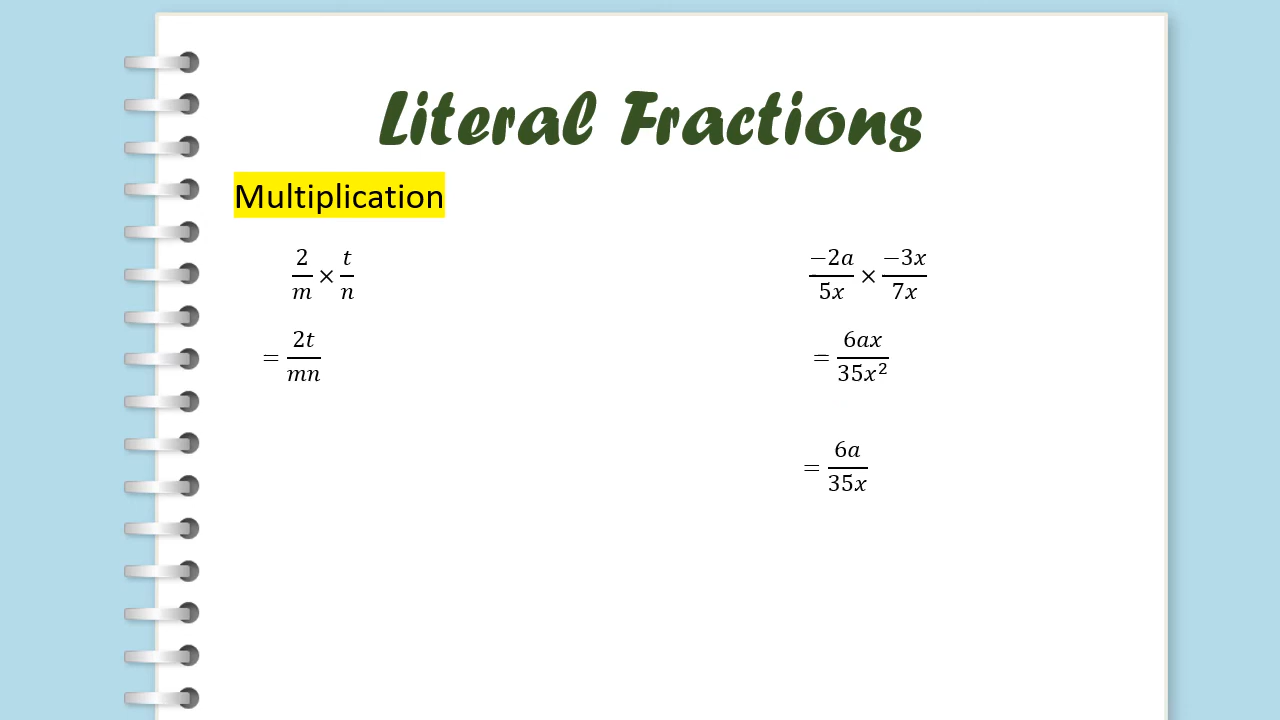 Literal Fractions
Multiplication
2/m × t/n
= 2t/mn
−2a/5x × −3x/7x
= 6ax/35x²
= 6a/35x